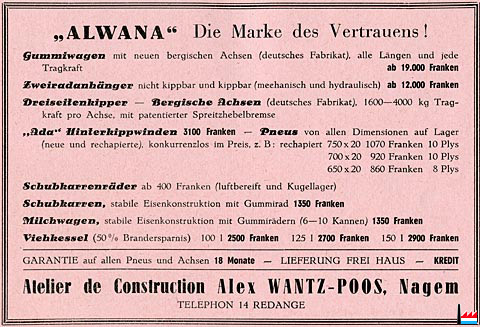 „ALWANA“ Die Marke des Vertrauens!
Gummiwagen mit neuen bergischen Achsen (deutsches Fabrikat), alle Längen und jede
Tragkraft ab 19.000 Franken
Zweiradanhänger nicht kippbar und kippbar (mechanisch und hydraulisch) ab 12.000 Franken
Dreiseitenkipper — Bergische Achsen (deutsches Fabrikat), 1600—4000 kg Trag-
kraft pro Achse, mit patentierter Spreitzhebelbremse
„Ada“ Hinterkippwinden 3100 Franken — Pneus von allen Dimensionen auf Lager
(neue und rechapierte), konkurrenzlos im Preis, z. B: rechapiert 750 x 20 1070 Franken 10 Plys
700 x 20 920 Franken 10 Plys
650 x 20 860 Franken 8 Plys
Schubkarrenräder ab 400 Franken (luftbereift und Kugellager)
Schubkarren, stabile Eisenkonstruktion mit Gummirad 1350 Franken
Milchwagen, stabile Eisenkonstruktion mit Gummirädern (6—10 Kannen) 1350 Franken
Viehkessel (50 % Brandersparnis) 100 l 2500 Franken 125 l 2700 Franken 150 l 2900 Franken
GARANTIE auf allen Pneus und Achsen 18 Monate — LIEFERUNG FREI HAUS — KREDIT
Atelier de Construction Alex WANTZ-POOS, Nagem
TELEPHON 14 REDANGE